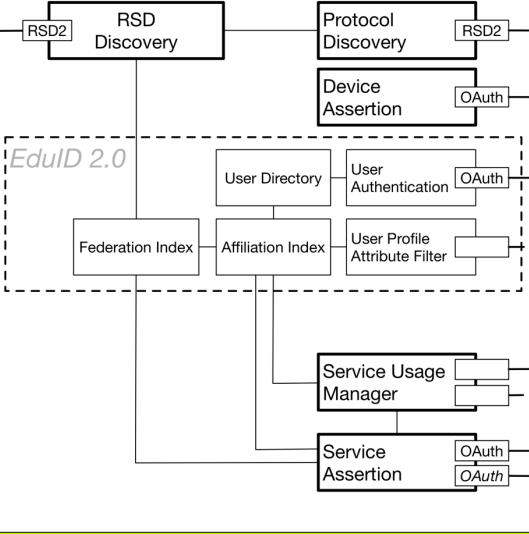 RSD2
RSD
Discovery
Protocol
Discovery
RSD2
Device
Assertion
OAuth
EduID 2.0
User Directory
User
Authentication
OAuth
Federation Index
Affiliation Index
User Profile
Attribute Filter
Service Usage
Manager
Service
Assertion
OAuth
OAuth